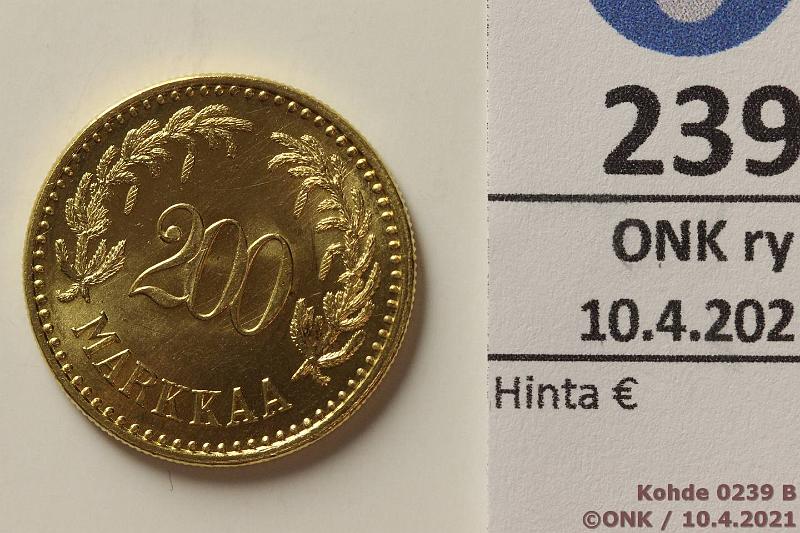 200
MARKKAA
239
ONK ry
10.4.202
Hinta €
Kohde 0239 B
©ONK / 10.4.2021